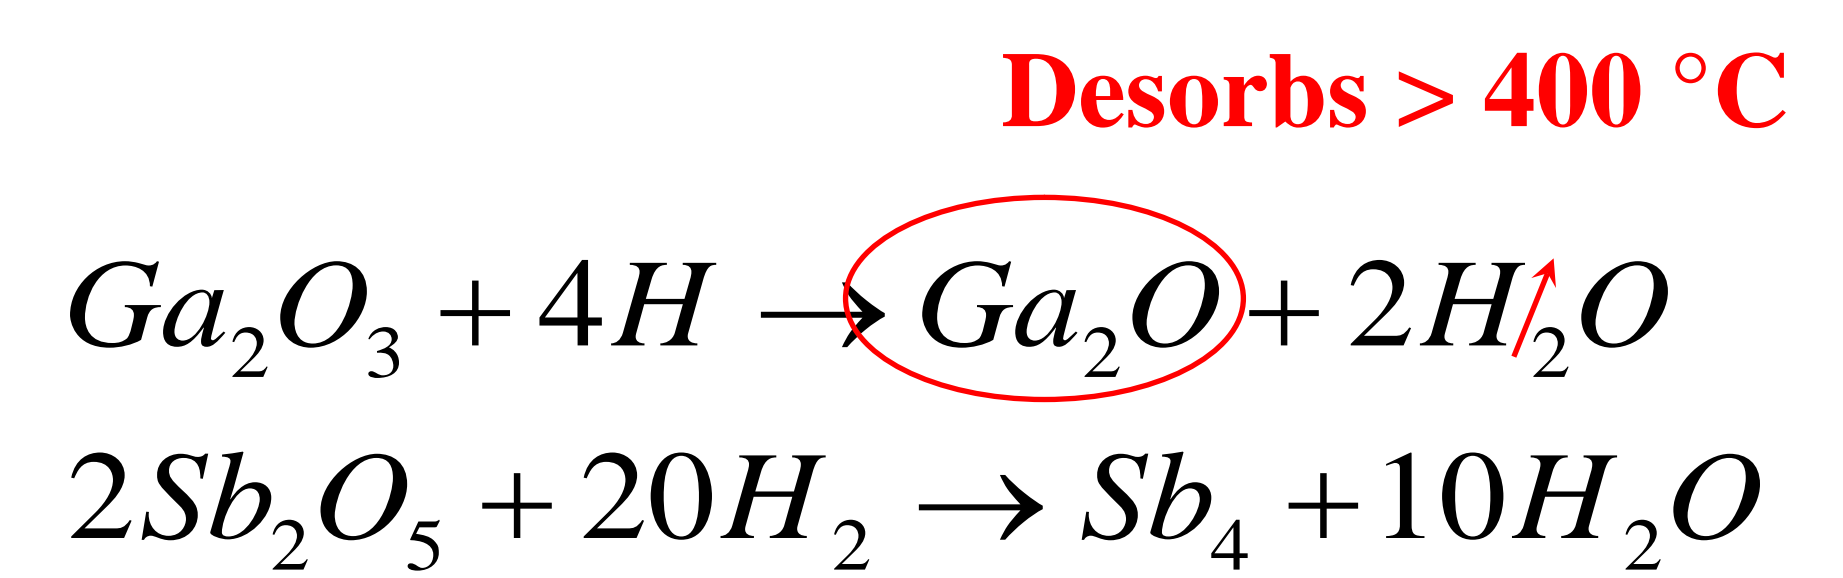 Desorbs > 400 °C
Ga₂O₃ + 4H → Ga₂O + 2H₂O
2Sb₂O₅ + 20H₂ → Sb₄ + 10H₂O